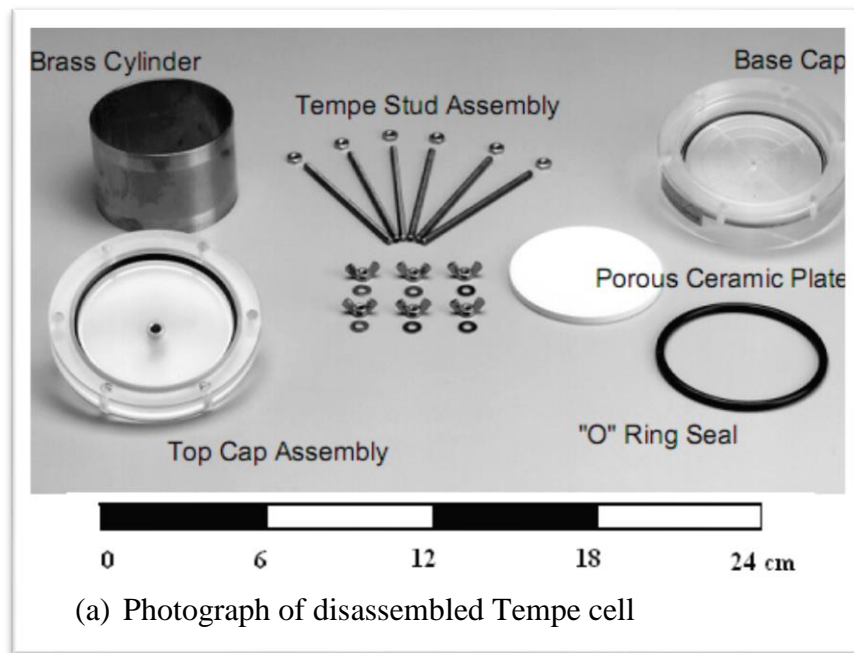 Brass Cylinder
Base Cap
Tempe Stud Assembly
Porous Ceramic Plate
"O" Ring Seal
Top Cap Assembly
0 6 12 18 24 cm
(a) Photograph of disassembled Tempe cell